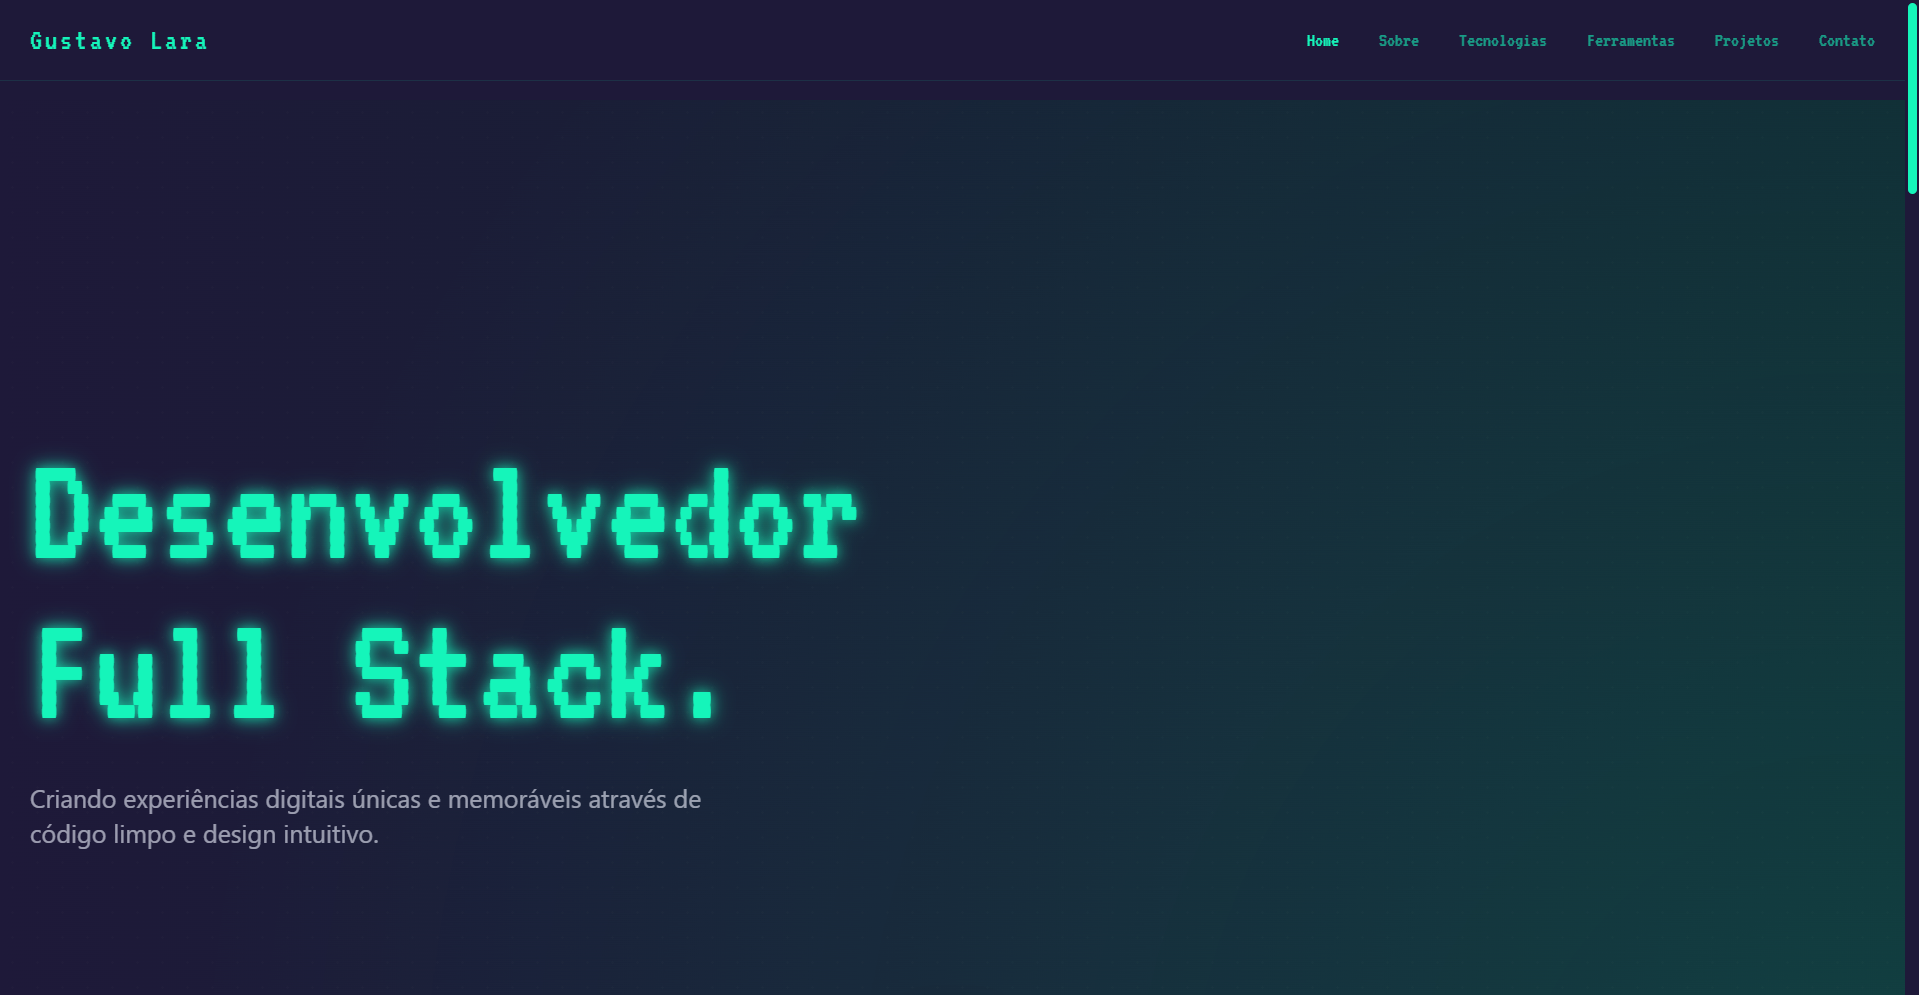 Gustavo Lara
Home Sobre Tecnologias Ferramentas Projetos Contato
Desenvolvedor
Full Stack.
Criando experiências digitais únicas e memoráveis através de
código limpo e design intuitivo.